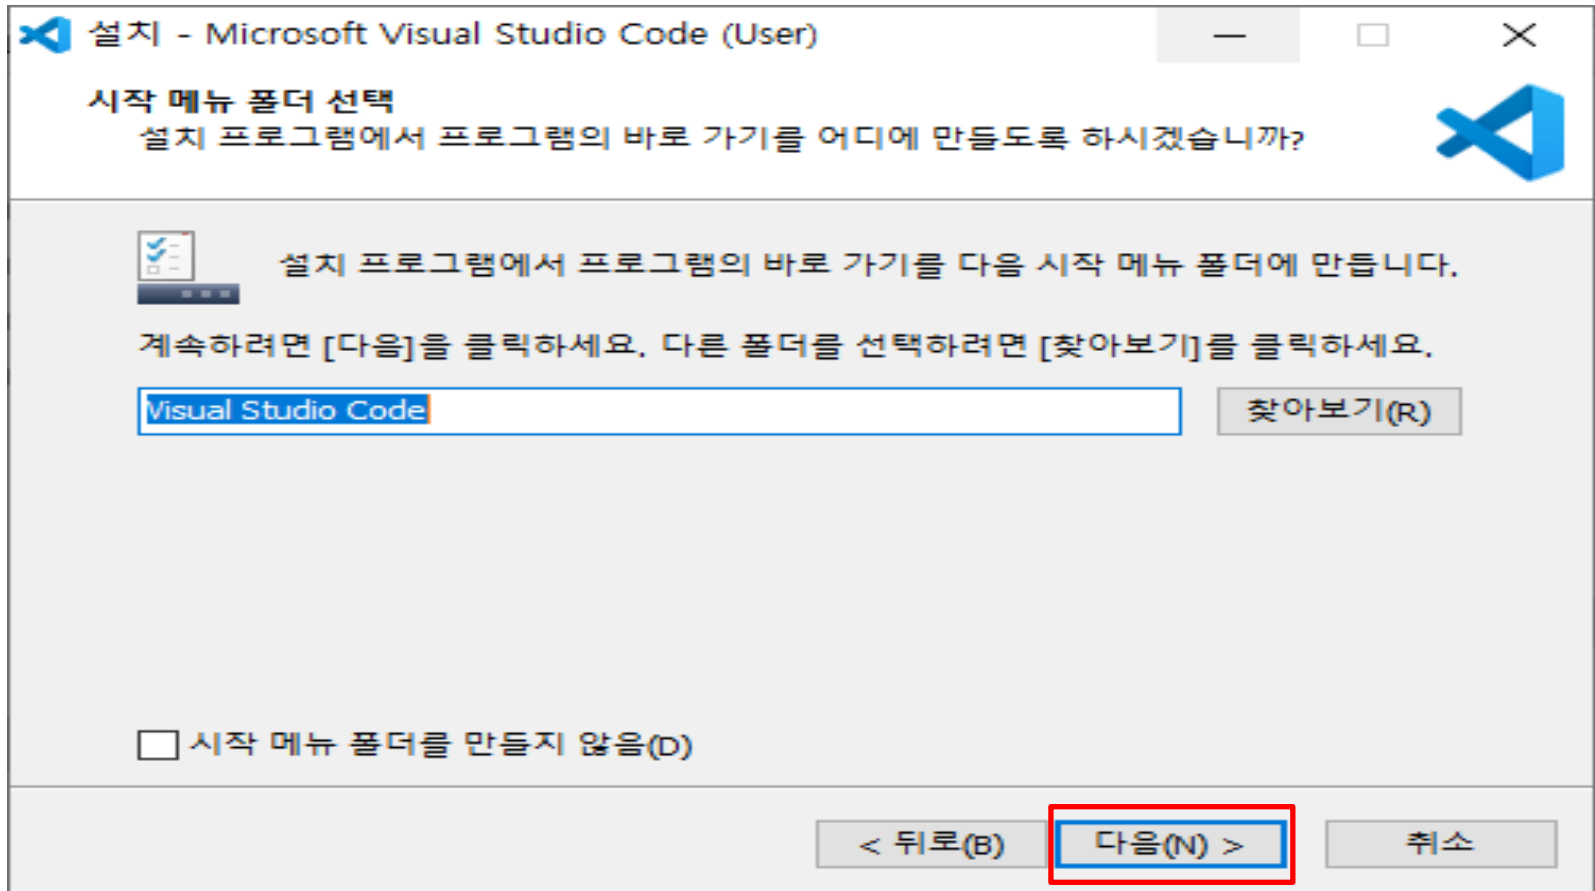 설치 - Microsoft Visual Studio Code (User)
시작 메뉴 폴더 선택
설치 프로그램에서 프로그램의 바로 가기를 어디에 만들도록 하시겠습니까?
설치 프로그램에서 프로그램의 바로 가기를 다음 시작 메뉴 폴더에 만듭니다.
계속하려면 [다음]을 클릭하세요. 다른 폴더를 선택하려면 [찾아보기]를 클릭하세요.
Visual Studio Code
찾아보기(R)
시작 메뉴 폴더를 만들지 않음(D)
< 뒤로(B)
다음(N) >
취소